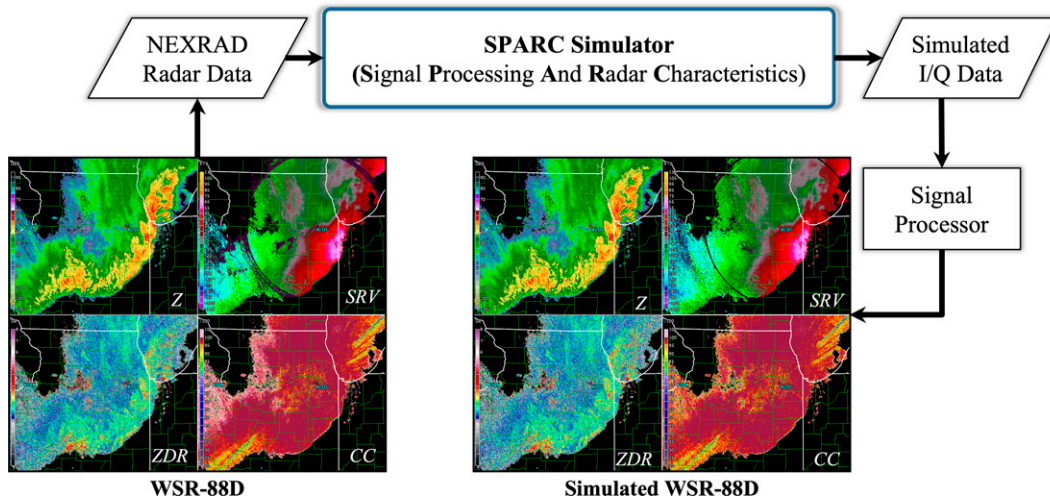 NEXRAD
Radar Data
SPARC Simulator
(Signal Processing And Radar Characteristics)
Simulated
I/Q Data
Signal
Processor
Z
SRV
ZDR
CC
WSR-88D
Z
SRV
ZDR
CC
Simulated WSR-88D